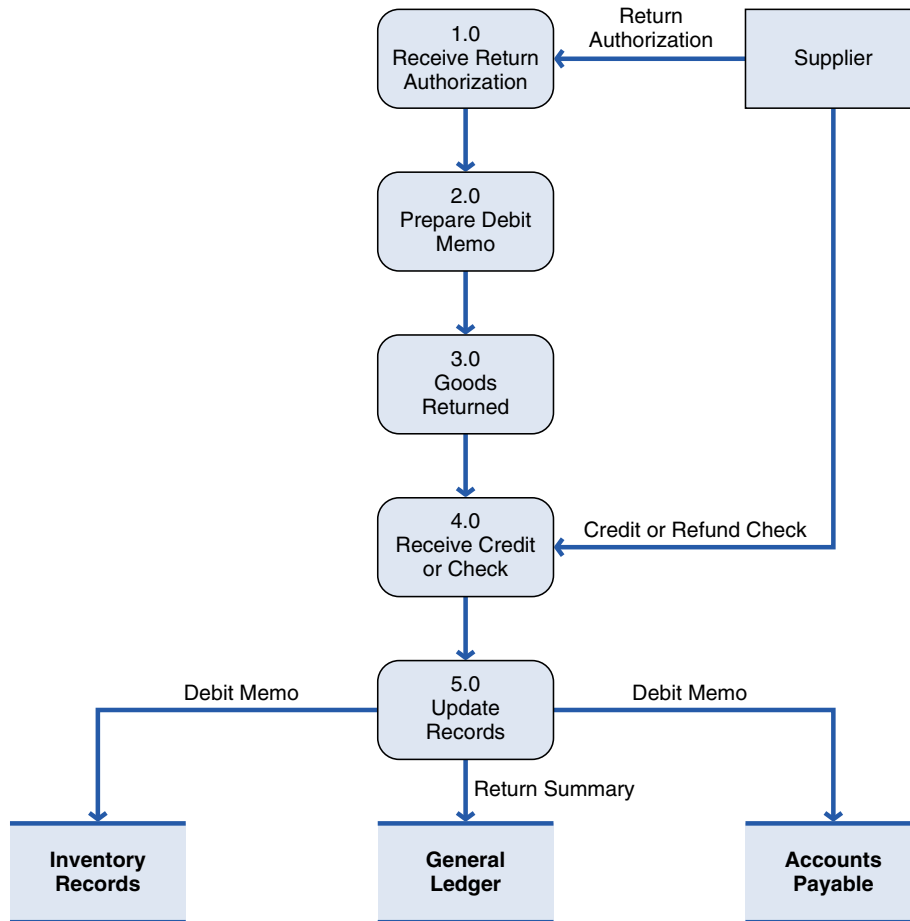 1.0
Receive Return
Authorization
Return
Authorization
Supplier
2.0
Prepare Debit
Memo
3.0
Goods
Returned
4.0
Receive Credit
or Check
Credit or Refund Check
5.0
Update
Records
Debit Memo
Debit Memo
Return Summary
Inventory
Records
General
Ledger
Accounts
Payable